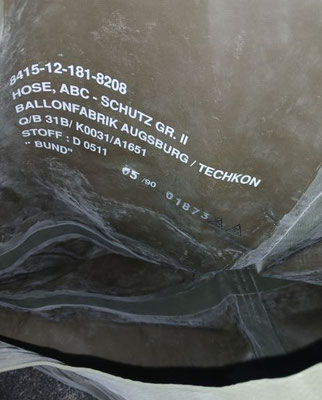 8415-12-181-8208
HOSE, ABC - SCHUTZ GR. II
BALLONFABRIK AUGSBURG / TECHKON
Q/B 31B/ K0031/A1651
STOFF : D 0511
" BUND"
05 /90 01873 A A